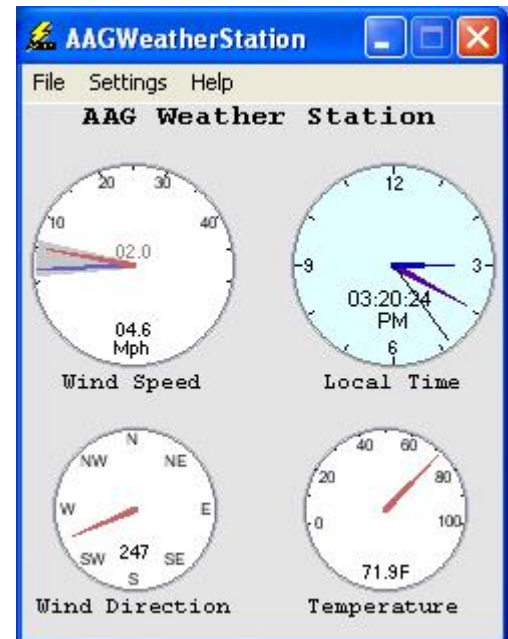 AAGWeatherStation
File Settings Help
AAG Weather Station
10 20 30 40
02.0
04.6
Mph
Wind Speed
12
9 3
03:20:24
PM
6
Local Time
N
NW NE
W E
SW 247 SE
S
Wind Direction
40 60
20 80
0 100
71.9F
Temperature